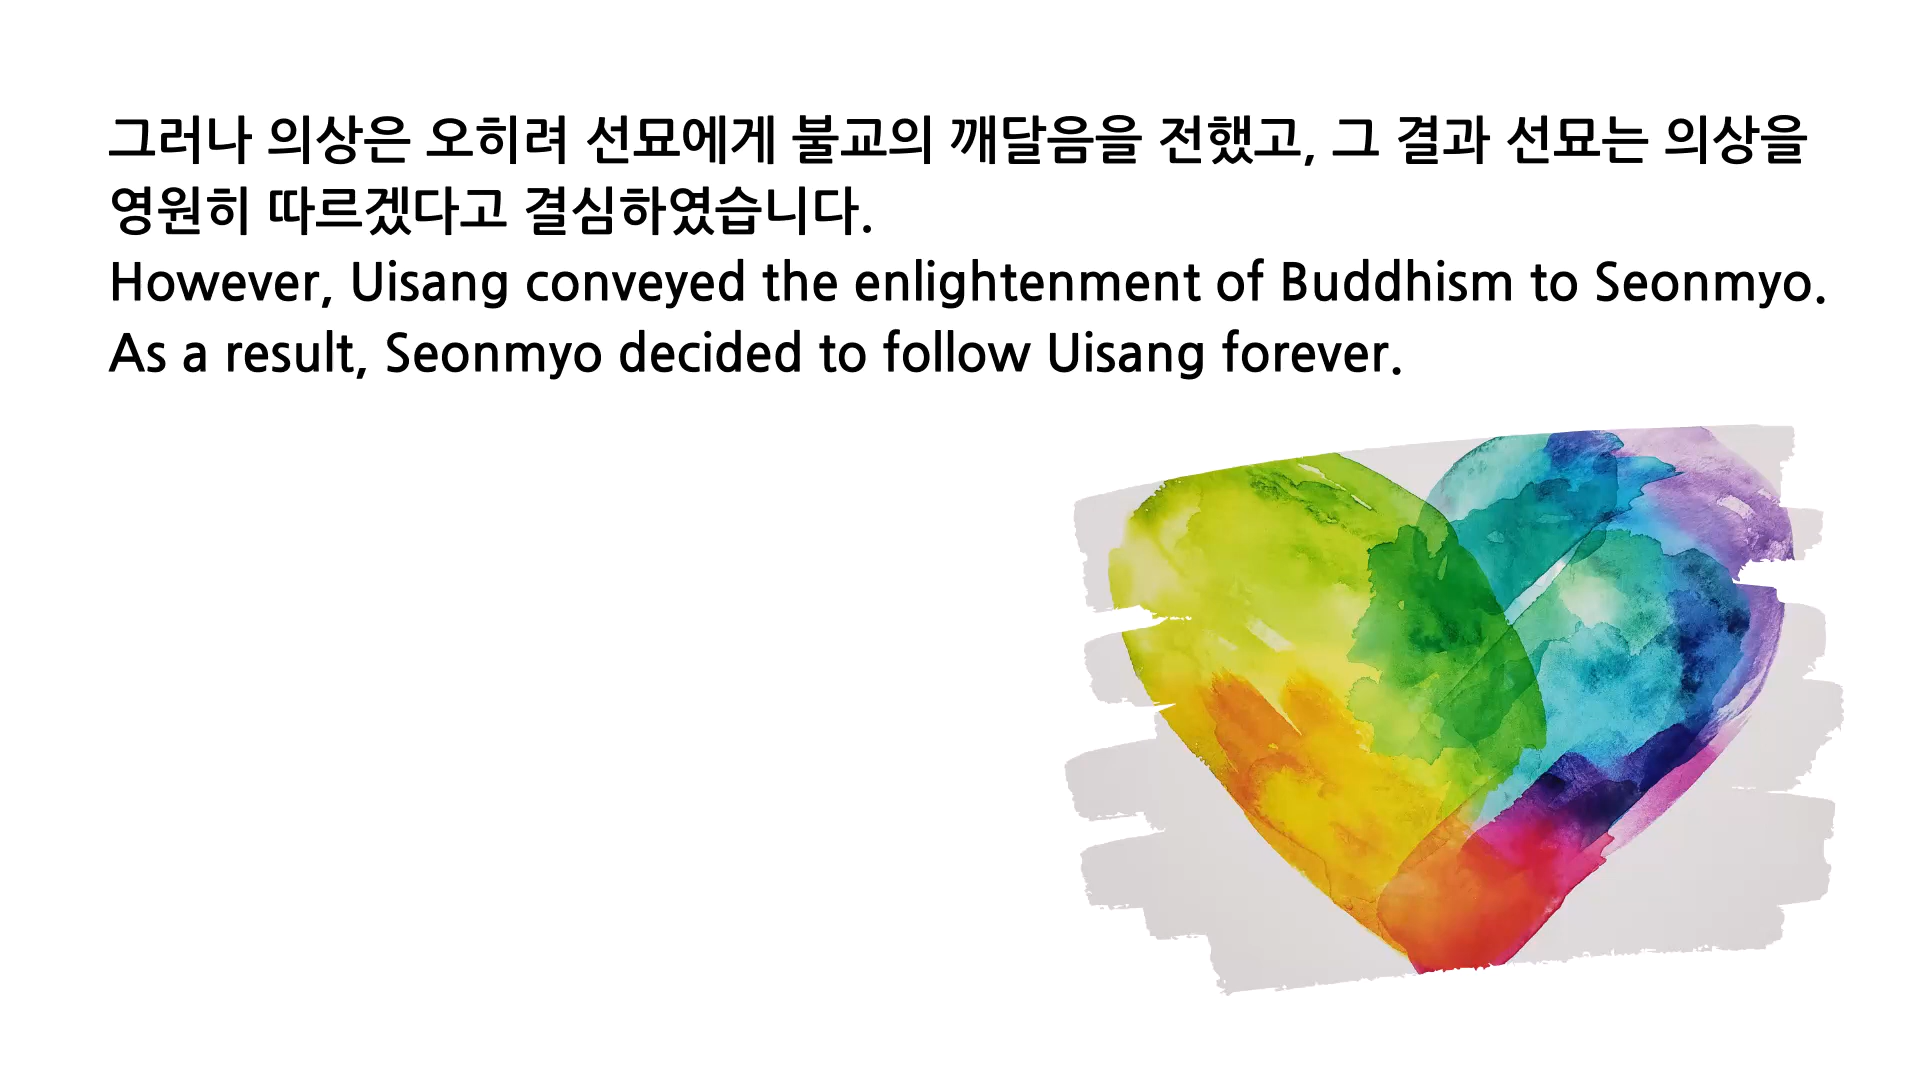 그러나 의상은 오히려 선묘에게 불교의 깨달음을 전했고, 그 결과 선묘는 의상을
영원히 따르겠다고 결심하였습니다.
However, Uisang conveyed the enlightenment of Buddhism to Seonmyo.
As a result, Seonmyo decided to follow Uisang forever.